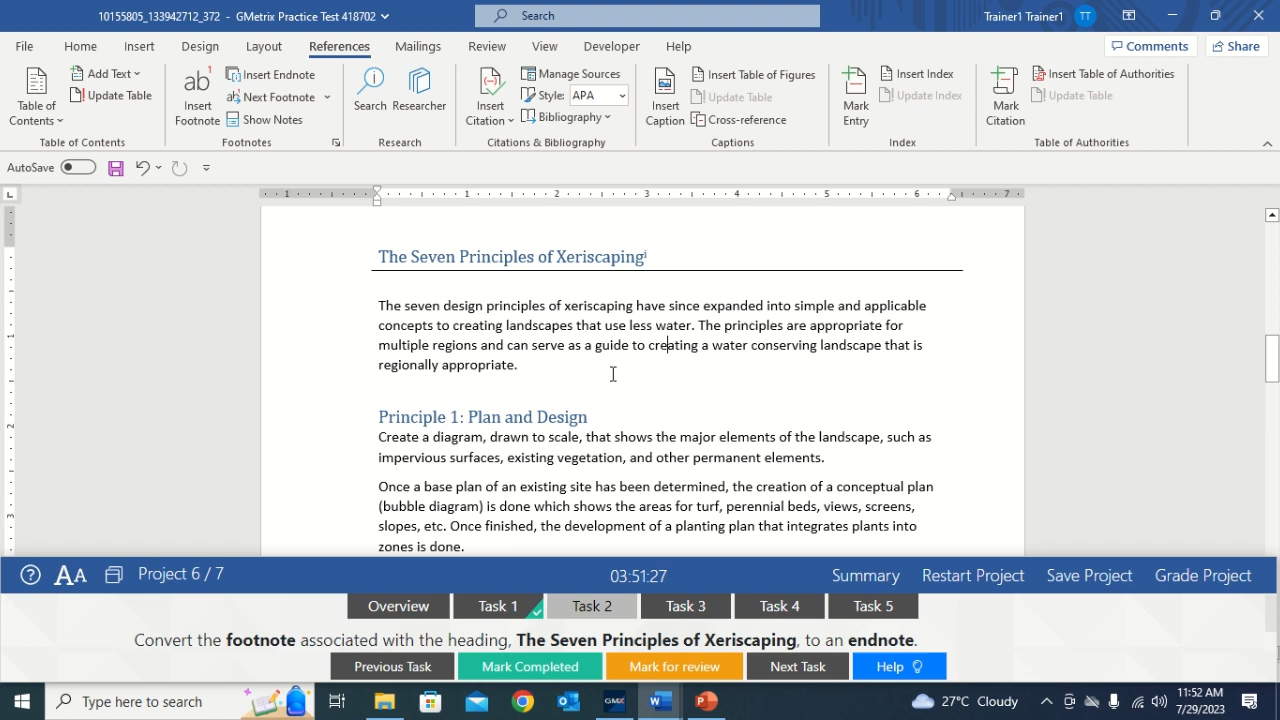 10155805_133942712_372 - GMetrix Practice Test 418702
Search
Trainer1 Trainer1
TT
File
Home
Insert
Design
Layout
References
Mailings
Review
View
Developer
Help
Comments
Share
Table of Contents
Add Text
Update Table
Table of Contents
ab1
Insert Footnote
Insert Endnote
Next Footnote
Show Notes
Footnotes
Search
Researcher
Research
Insert Citation
Manage Sources
Style: APA
Bibliography
Citations & Bibliography
Insert Caption
Insert Table of Figures
Update Table
Cross-reference
Captions
Mark Entry
Insert Index
Update Index
Index
Mark Citation
Insert Table of Authorities
Update Table
Table of Authorities
AutoSave
1 1 2 3 4 5 6 7
The Seven Principles of Xeriscapingi
The seven design principles of xeriscaping have since expanded into simple and applicable
concepts to creating landscapes that use less water. The principles are appropriate for
multiple regions and can serve as a guide to creating a water conserving landscape that is
regionally appropriate.
Principle 1: Plan and Design
Create a diagram, drawn to scale, that shows the major elements of the landscape, such as
impervious surfaces, existing vegetation, and other permanent elements.
Once a base plan of an existing site has been determined, the creation of a conceptual plan
(bubble diagram) is done which shows the areas for turf, perennial beds, views, screens,
slopes, etc. Once finished, the development of a planting plan that integrates plants into
zones is done.
AA
Project 6 / 7
03:51:27
Summary
Restart Project
Save Project
Grade Project
Overview
Task 1
Task 2
Task 3
Task 4
Task 5
Convert the footnote associated with the heading, The Seven Principles of Xeriscaping, to an endnote.
Previous Task
Mark Completed
Mark for review
Next Task
Help
Type here to search
GMX
27°C Cloudy
11:52 AM
7/29/2023